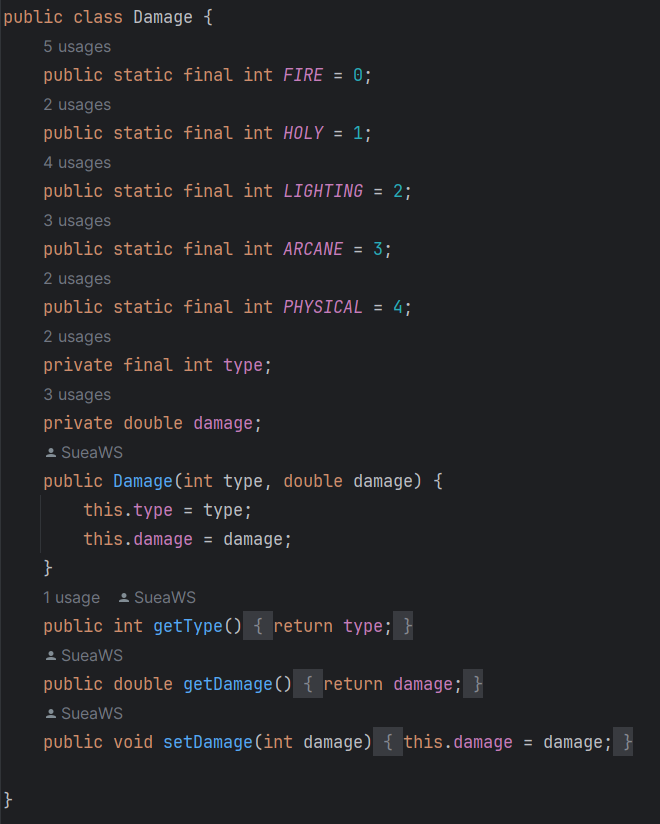 public class Damage {
5 usages
public static final int FIRE = 0;
2 usages
public static final int HOLY = 1;
4 usages
public static final int LIGHTING = 2;
3 usages
public static final int ARCANE = 3;
2 usages
public static final int PHYSICAL = 4;
2 usages
private final int type;
3 usages
private double damage;
SueaWS
public Damage(int type, double damage) {
this.type = type;
this.damage = damage;
}
1 usage SueaWS
public int getType() { return type; }
SueaWS
public double getDamage() { return damage; }
SueaWS
public void setDamage(int damage) { this.damage = damage; }
}